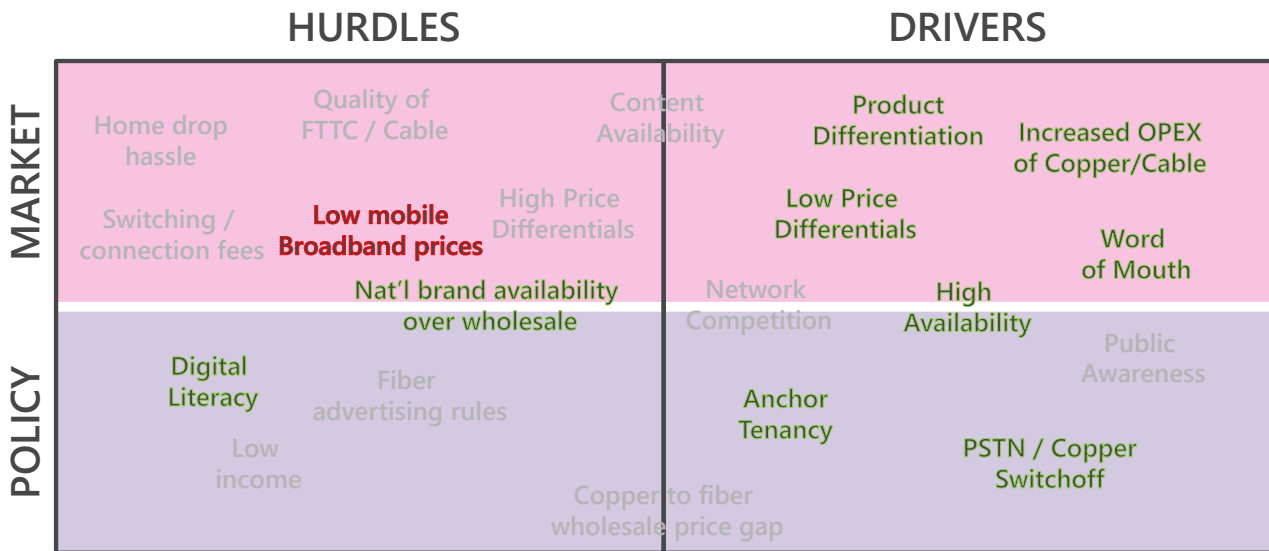 HURDLES
DRIVERS
MARKET
Home drop
hassle
Quality of
FTTC / Cable
Content
Availability
Product
Differentiation
Increased OPEX
of Copper/Cable
Switching /
connection fees
Low mobile
Broadband prices
High Price
Differentials
Low Price
Differentials
Word
of Mouth
Nat'l brand availability
over wholesale
Network
Competition
High
Availability
POLICY
Digital
Literacy
Fiber
advertising rules
Low
income
Copper to fiber
wholesale price gap
Anchor
Tenancy
Public
Awareness
PSTN / Copper
Switchoff